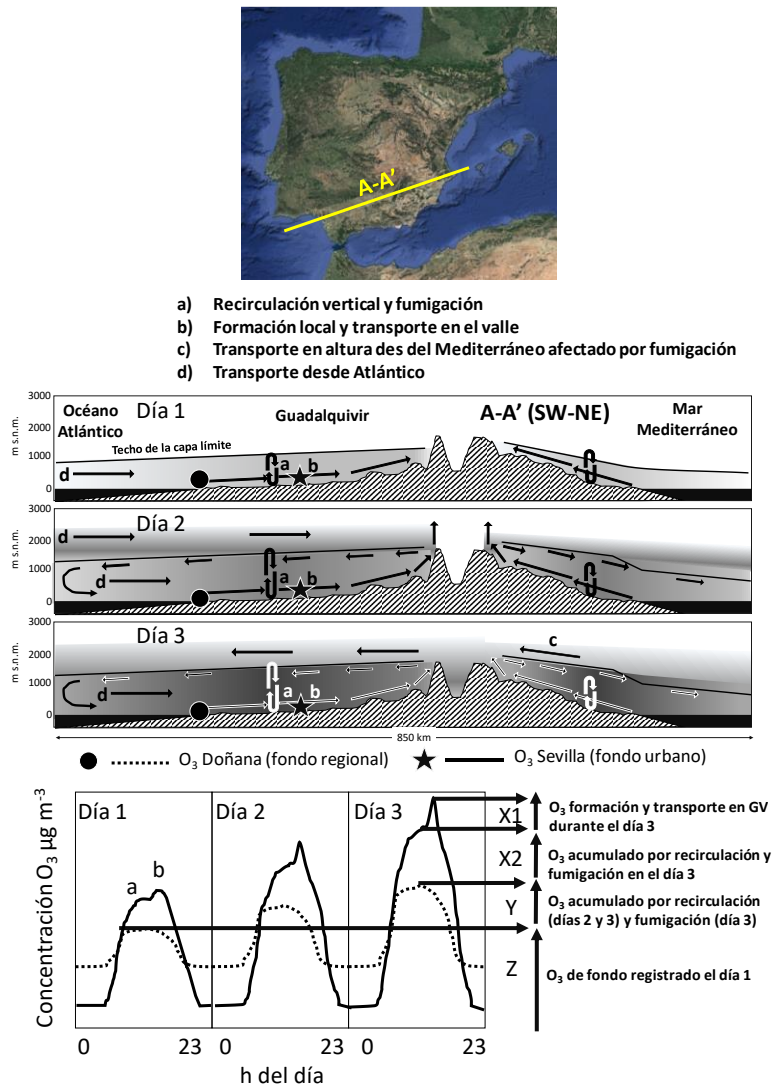 A-A'
a) Recirculación vertical y fumigación
b) Formación local y transporte en el valle
c) Transporte en altura des del Mediterráneo afectado por fumigación
d) Transporte desde Atlántico
m s.n.m.
3000
2000
1000
0
Océano
Atlántico
Día 1
Guadalquivir
A-A' (SW-NE)
Mar
Mediterráneo
Techo de la capa límite
d
a
b
m s.n.m.
3000
2000
1000
0
Día 2
d
d
a
b
m s.n.m.
3000
2000
1000
0
Día 3
c
d
a
b
850 km
O3 Doñana (fondo regional)
O3 Sevilla (fondo urbano)
Concentración O3 µg m-3
Día 1
Día 2
Día 3
a
b
X1
X2
Y
Z
O3 formación y transporte en GV
durante el día 3
O3 acumulado por recirculación y
fumigación en el día 3
O3 acumulado por recirculación
(días 2 y 3) y fumigación (día 3)
O3 de fondo registrado el día 1
0 23 0 23 0 23
h del día